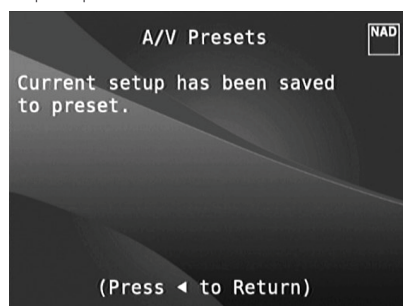 A/V Presets
NAD
Current setup has been saved
to preset.
(Press ◄ to Return)